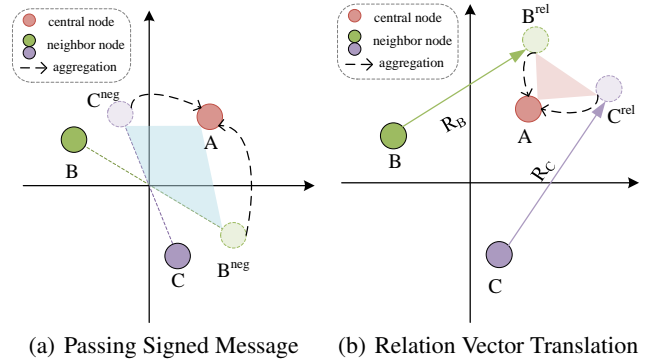 central node
neighbor node
aggregation
C^neg
A
B
B^neg
C
(a) Passing Signed Message
central node
neighbor node
aggregation
B^rel
A
C^rel
R_B
B
R_C
C
(b) Relation Vector Translation